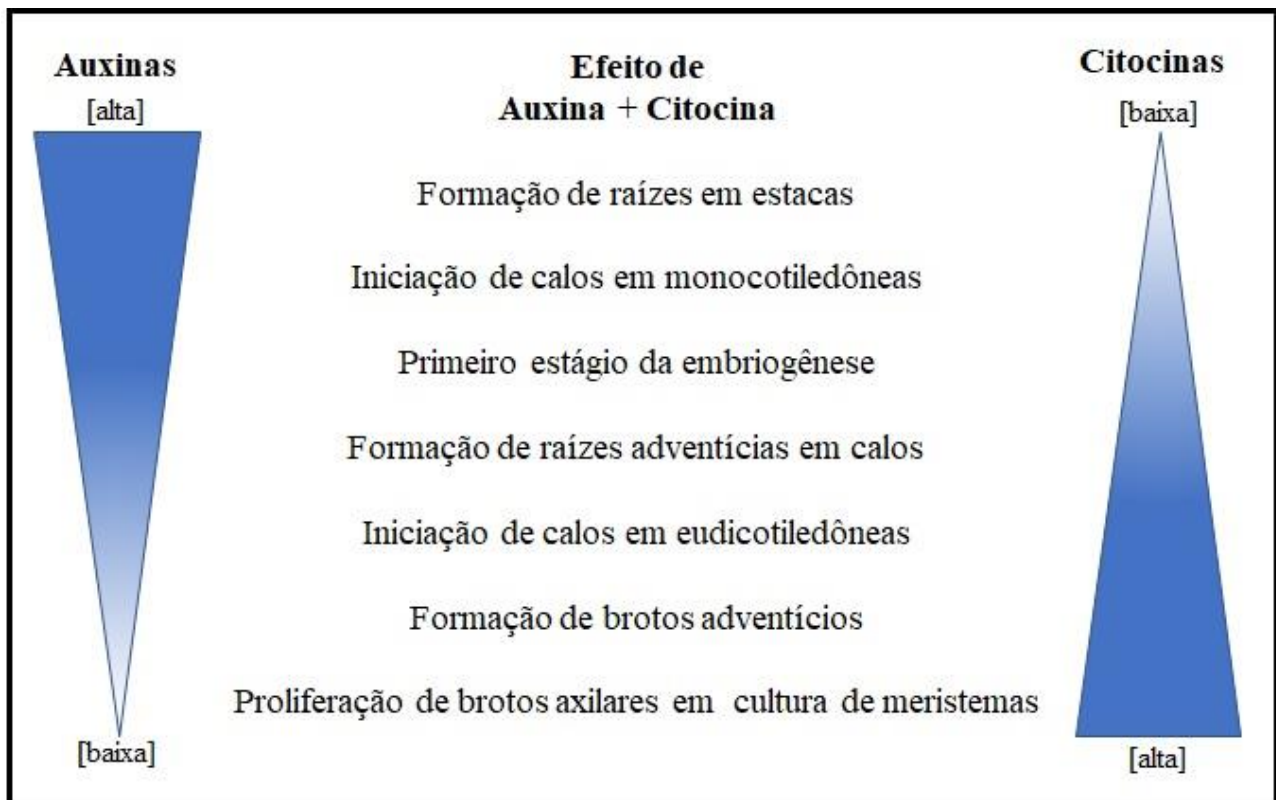 Auxinas
[alta]
Efeito de
Auxina + Citocina
Citocinas
[baixa]
Formação de raízes em estacas
Iniciação de calos em monocotiledôneas
Primeiro estágio da embriogênese
Formação de raízes adventícias em calos
Iniciação de calos em eudicotiledôneas
Formação de brotos adventícios
Proliferação de brotos axilares em cultura de meristemas
[baixa]
[alta]